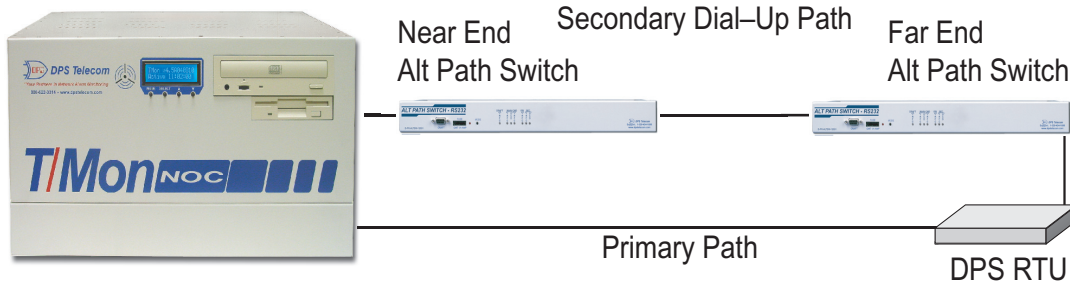 Secondary Dial–Up Path
Near End
Alt Path Switch
Far End
Alt Path Switch
DPS Telecom
ALT PATH SWITCH - RS232
ALT PATH SWITCH - RS232
T/Mon NOC
Primary Path
DPS RTU